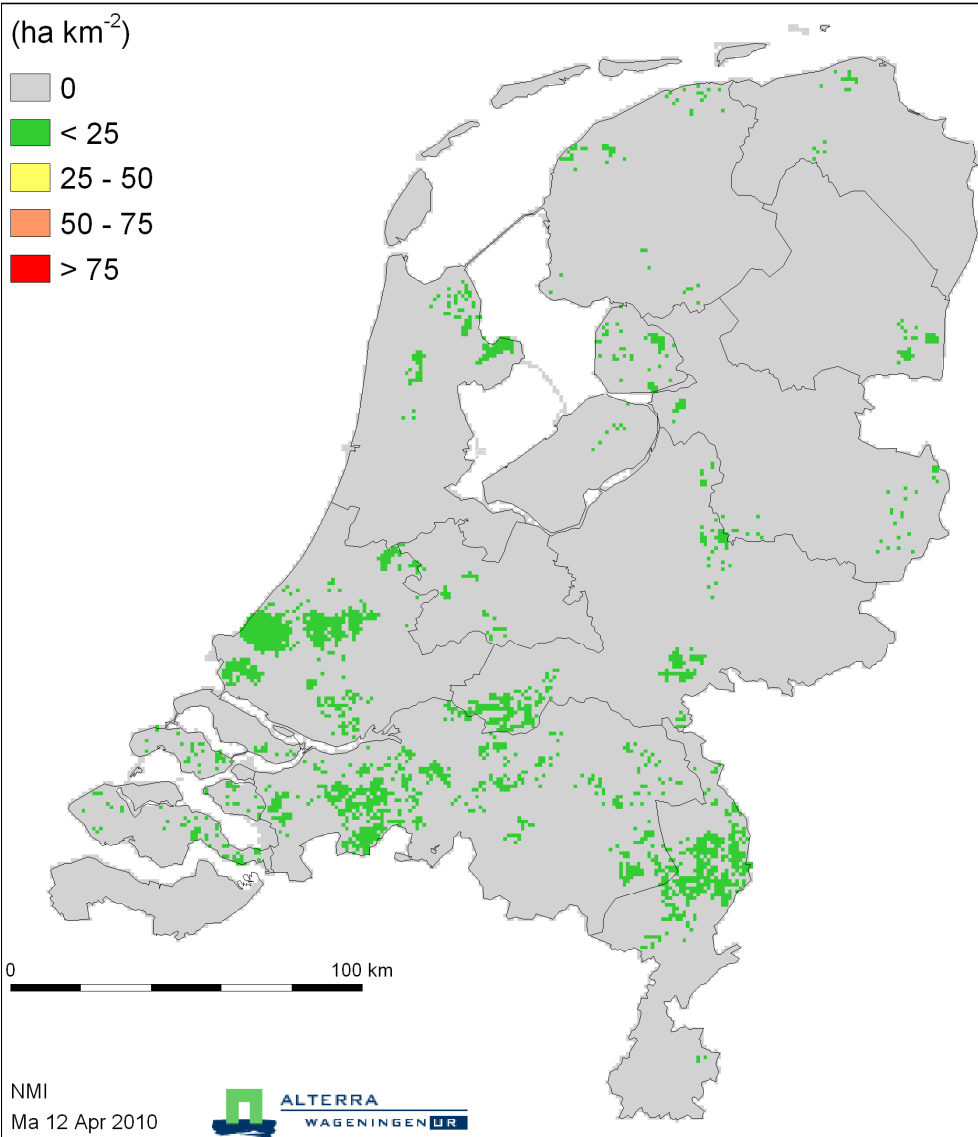 (ha km-2)
0
< 25
25 - 50
50 - 75
> 75
0 100 km
NMI
Ma 12 Apr 2010
ALTERRA
WAGENINGEN UR